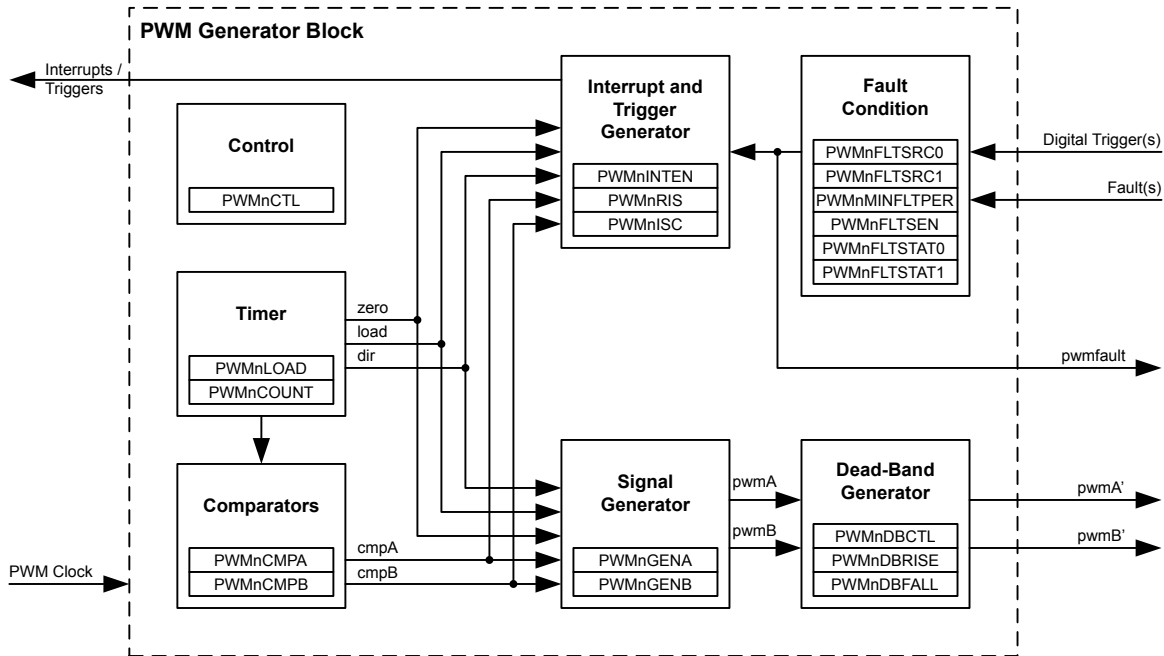 PWM Generator Block
Interrupts /
Triggers
Control
PWMnCTL
Interrupt and
Trigger
Generator
PWMnINTEN
PWMnRIS
PWMnISC
Fault
Condition
PWMnFLTSRC0
PWMnFLTSRC1
PWMnMINFLTPER
PWMnFLTSEN
PWMnFLTSTAT0
PWMnFLTSTAT1
Digital Trigger(s)
Fault(s)
Timer
PWMnLOAD
PWMnCOUNT
zero
load
dir
pwmfault
Comparators
PWMnCMPA
PWMnCMPB
cmpA
cmpB
PWM Clock
Signal
Generator
PWMnGENA
PWMnGENB
pwmA
pwmB
Dead-Band
Generator
PWMnDBCTL
PWMnDBRISE
PWMnDBFALL
pwmA’
pwmB’